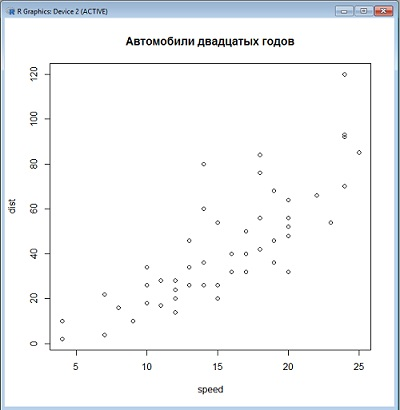 R Graphics: Device 2 (ACTIVE)
Автомобили двадцатых годов
120
100
80
60
40
20
0
dist
5 10 15 20 25
speed